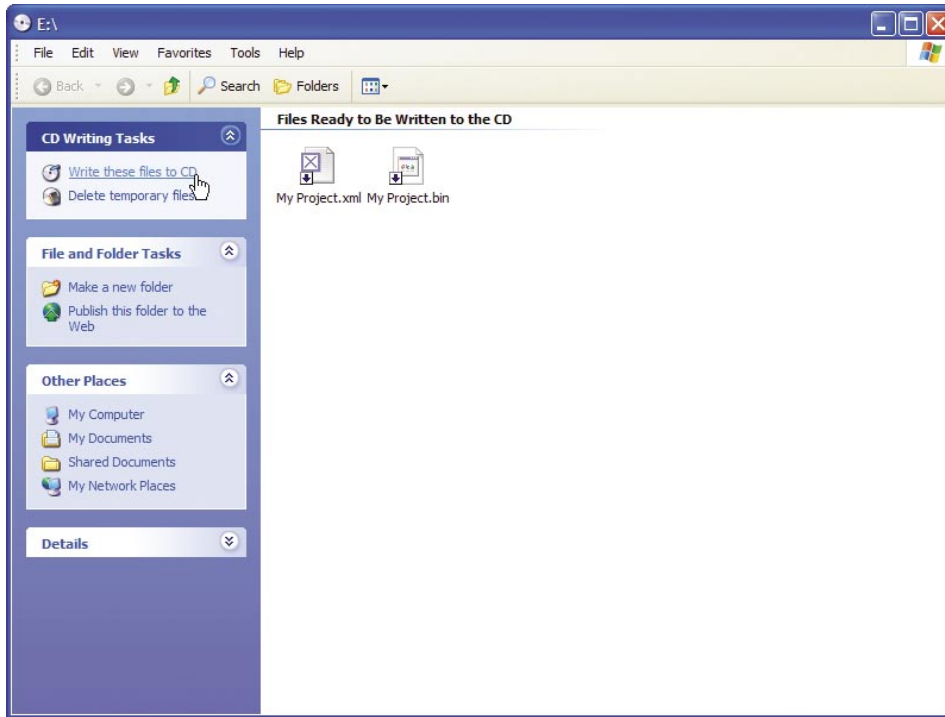 E:\
File Edit View Favorites Tools Help
Back Search Folders
CD Writing Tasks
Write these files to CD
Delete temporary files
File and Folder Tasks
Make a new folder
Publish this folder to the
Web
Other Places
My Computer
My Documents
Shared Documents
My Network Places
Details
Files Ready to Be Written to the CD
My Project.xml My Project.bin